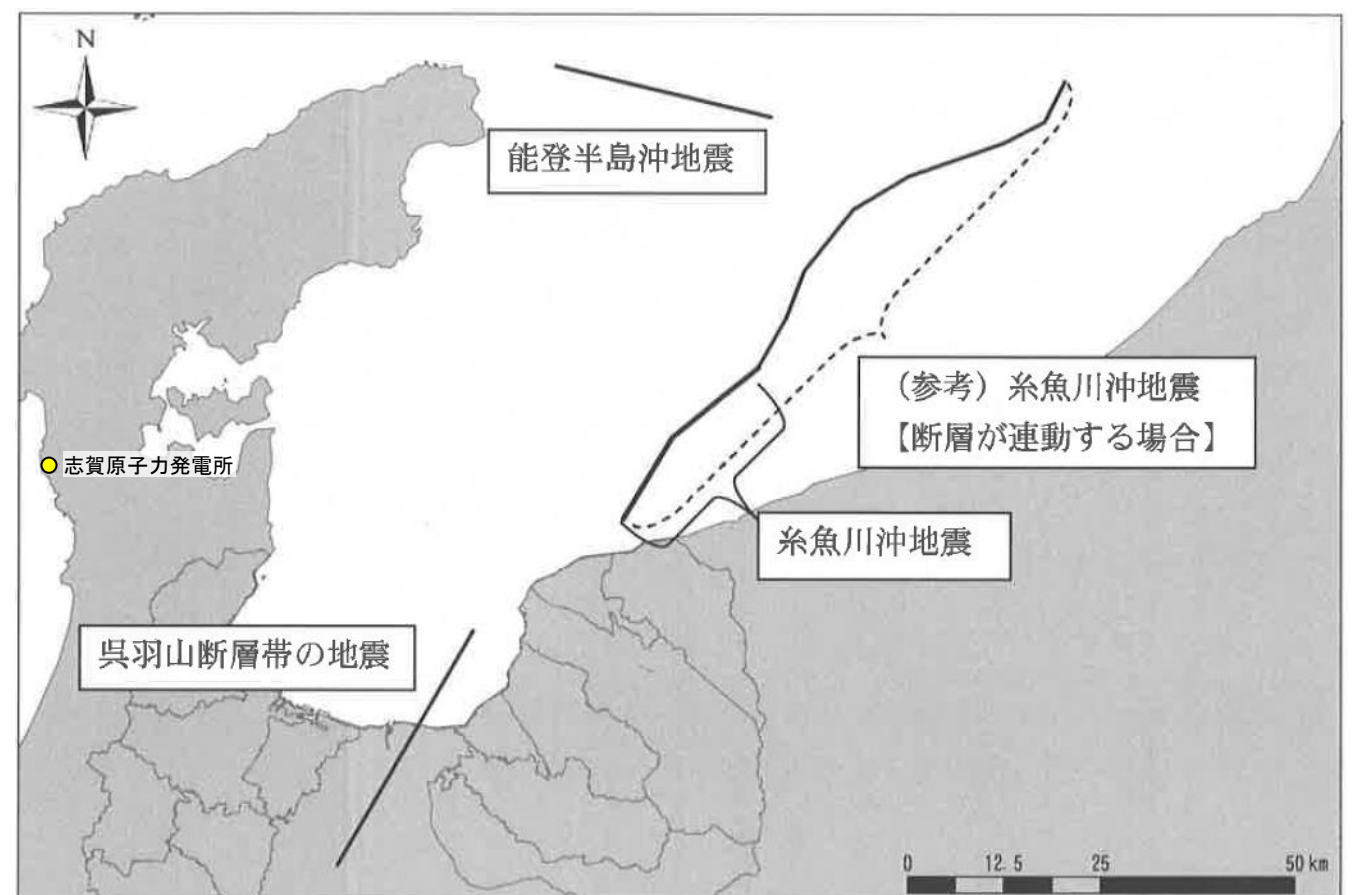 N
能登半島沖地震
（参考）糸魚川沖地震
【断層が連動する場合】
志賀原子力発電所
糸魚川沖地震
呉羽山断層帯の地震
0 12.5 25 50 km